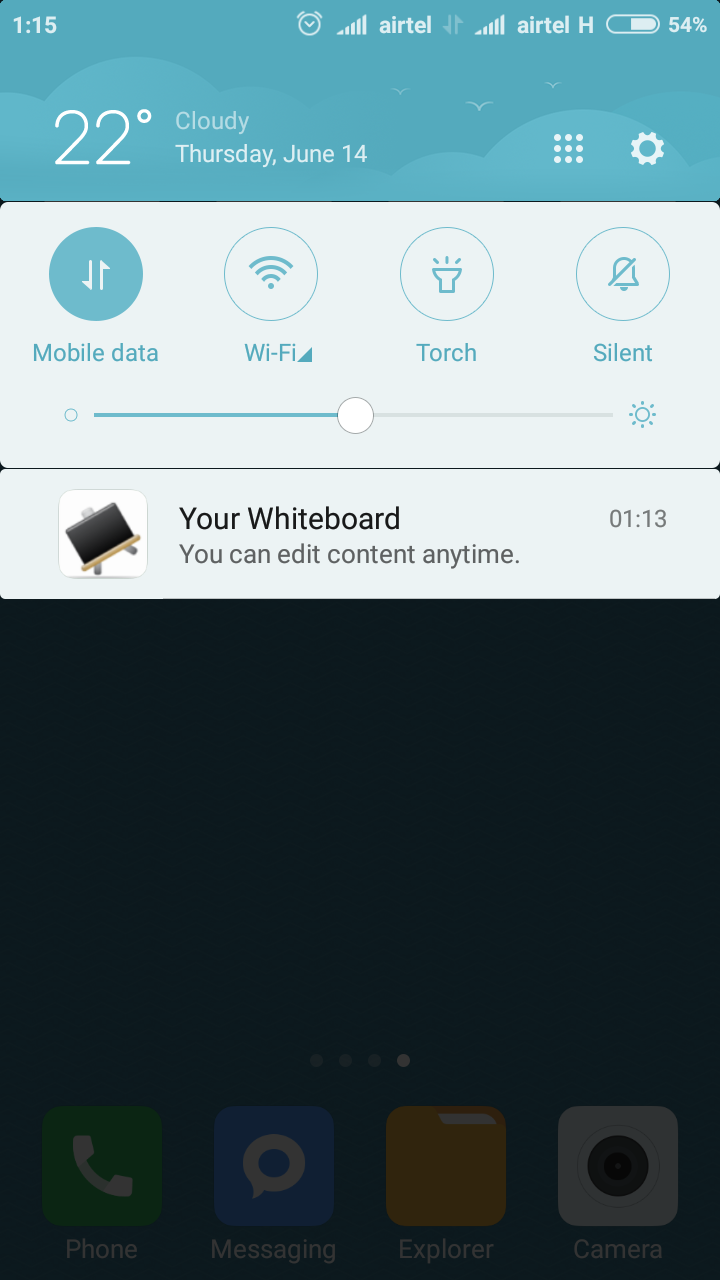 1:15 airtel airtel H 54%
22° Cloudy
Thursday, June 14
Mobile data Wi-Fi Torch Silent
Your Whiteboard 01:13
You can edit content anytime.
Phone Messaging Explorer Camera